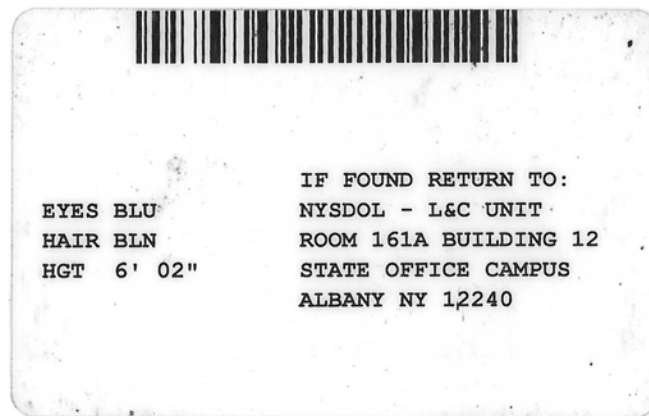 IF FOUND RETURN TO:
EYES BLU NYSDOL - L&C UNIT
HAIR BLN ROOM 161A BUILDING 12
HGT 6' 02" STATE OFFICE CAMPUS
ALBANY NY 12240